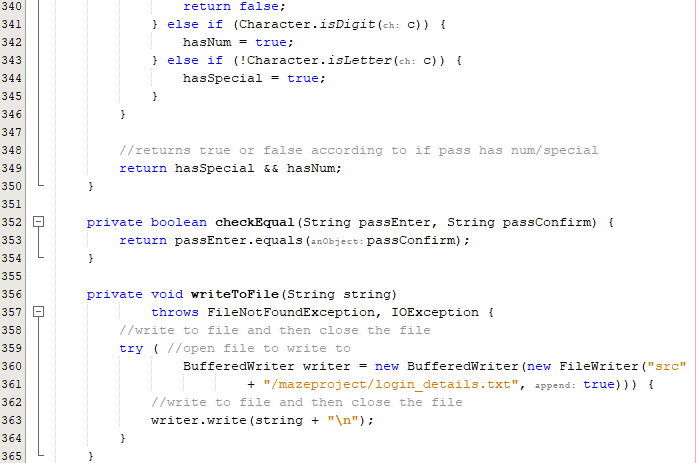 340 return false;
341 } else if (Character.isDigit(ch: c)) {
342 hasNum = true;
343 } else if (!Character.isLetter(ch: c)) {
344 hasSpecial = true;
345 }
346 }
347
348 //returns true or false according to if pass has num/special
349 return hasSpecial && hasNum;
350 }
351
352 private boolean checkEqual(String passEnter, String passConfirm) {
353 return passEnter.equals(anObject: passConfirm);
354 }
355
356 private void writeToFile(String string)
357 throws FileNotFoundException, IOException {
358 //write to file and then close the file
359 try ( //open file to write to
360 BufferedWriter writer = new BufferedWriter(new FileWriter("src"
361 + "/mazeproject/login_details.txt", append: true))) {
362 //write to file and then close the file
363 writer.write(string + "\n");
364 }
365 }